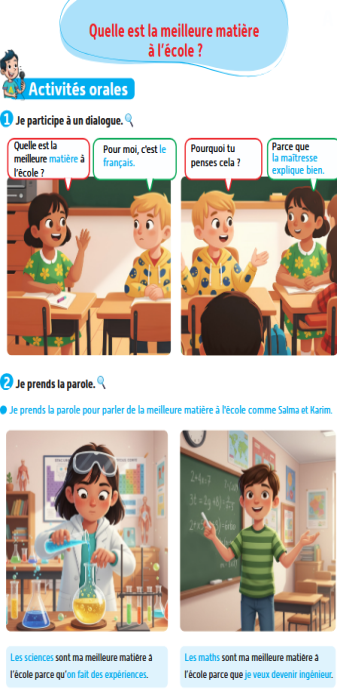 Quelle est la meilleure matière
à l'école ?
Activités orales
1 Je participe à un dialogue.
Quelle est la
meilleure matière à
l'école ?
Pour moi, c'est le
français.
Pourquoi tu
penses cela ?
Parce que
la maîtresse
explique bien.
2 Je prends la parole.
Je prends la parole pour parler de la meilleure matière à l'école comme Salma et Karim.
Les sciences sont ma meilleure matière à
l'école parce qu'on fait des expériences.
Les maths sont ma meilleure matière à
l'école parce que je veux devenir ingénieur.